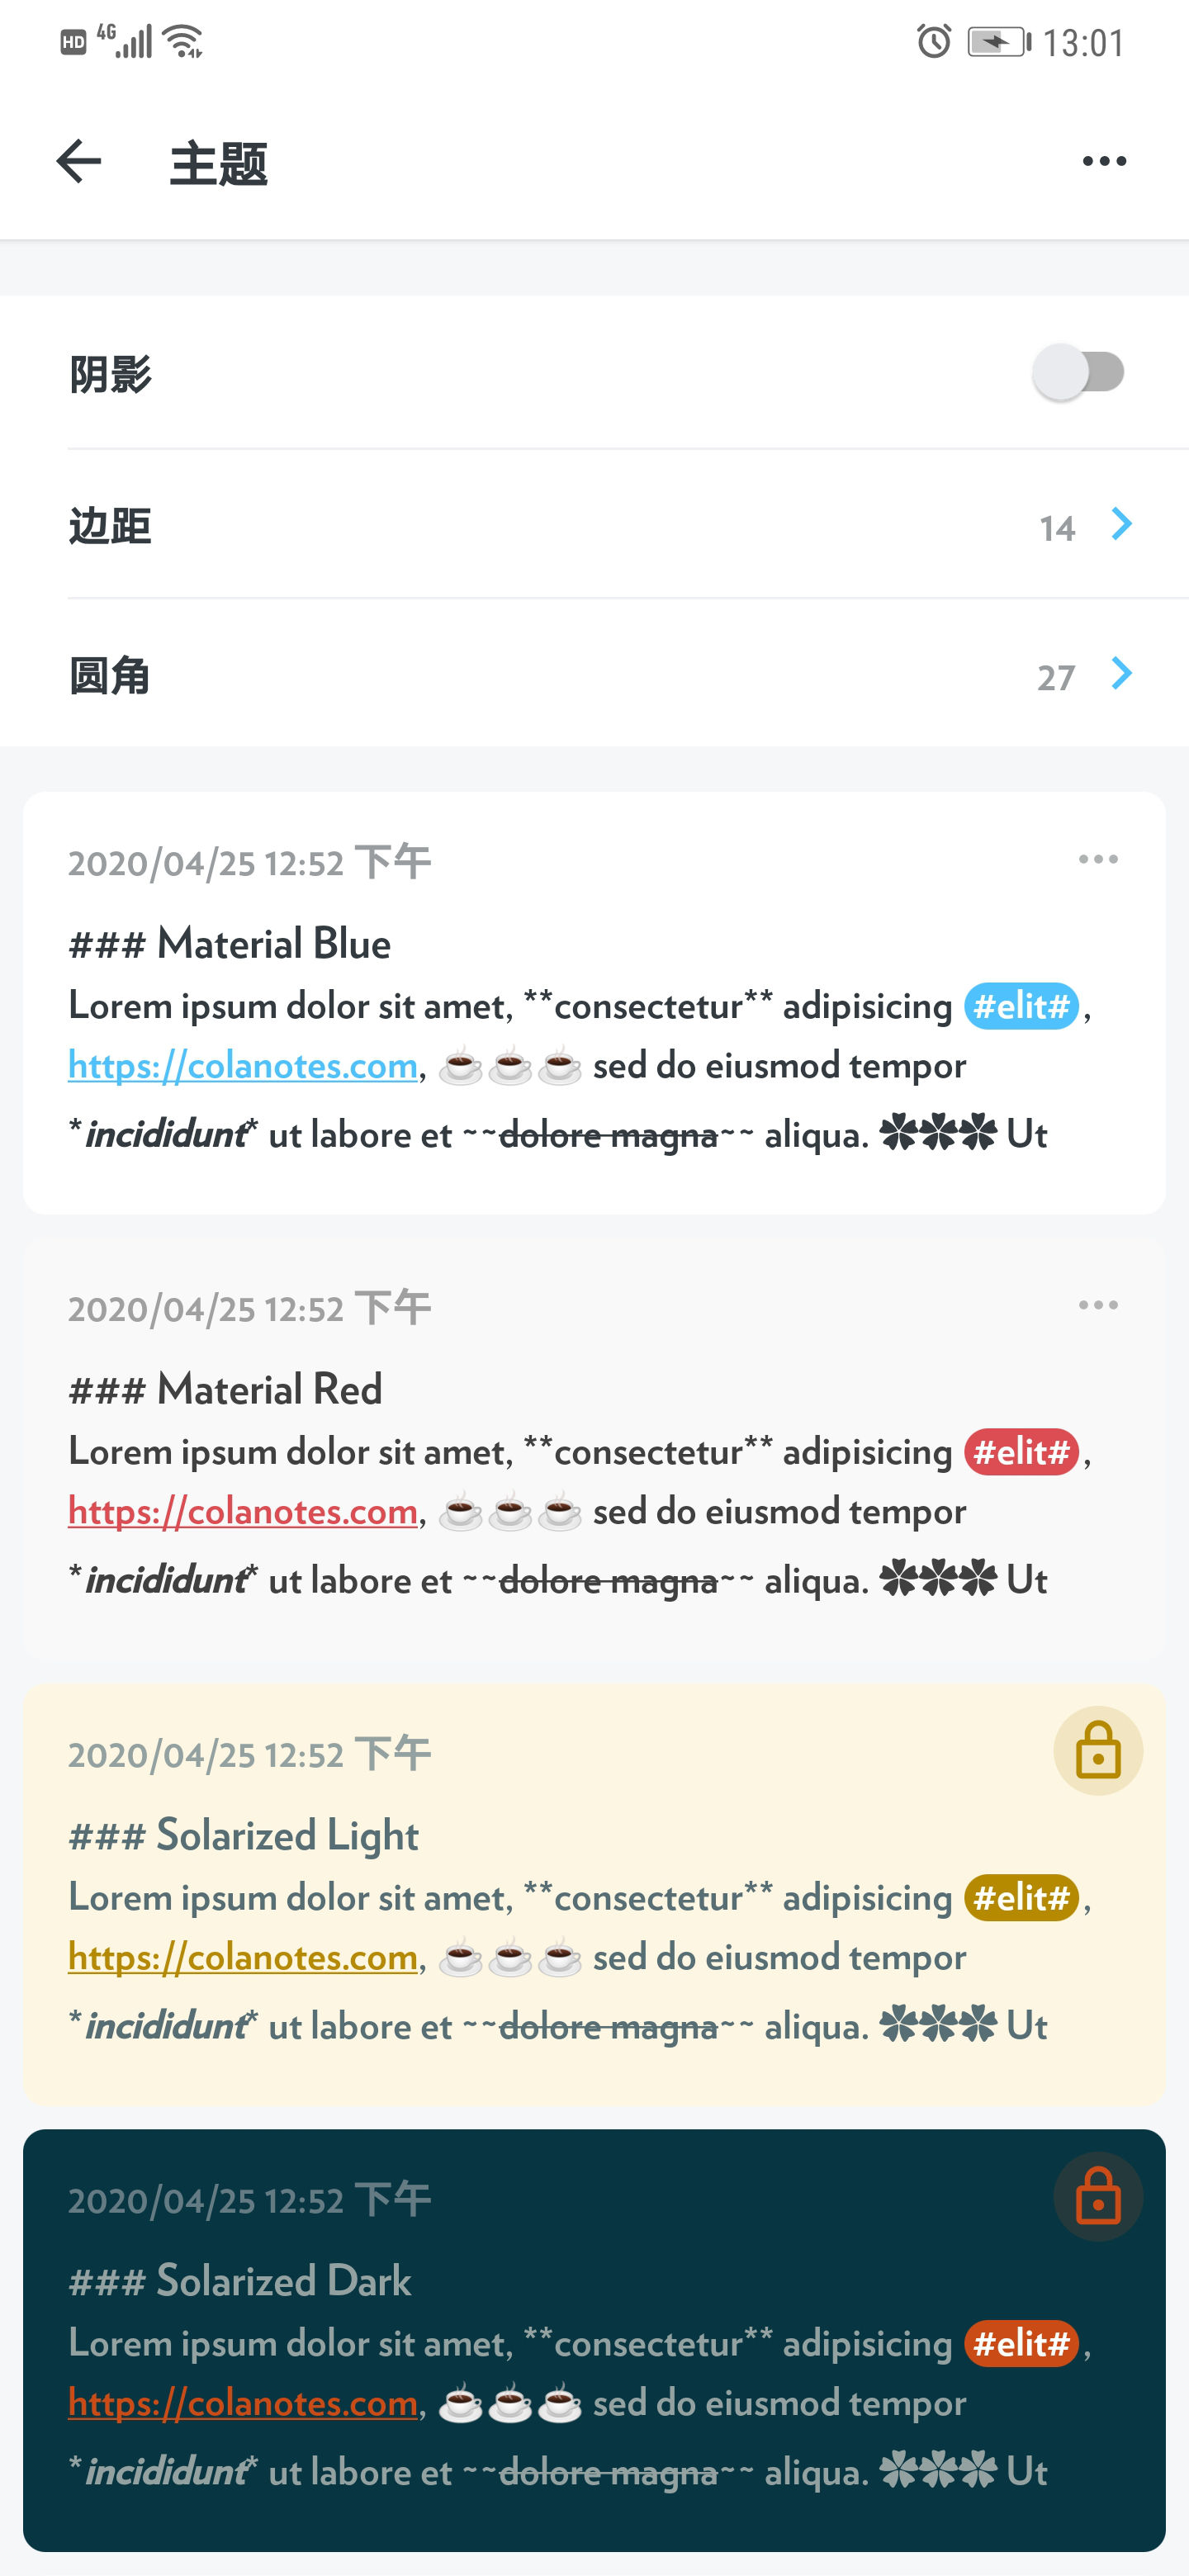 HD 4G 13:01
主题
阴影
边距 14
圆角 27
2020/04/25 12:52 下午
### Material Blue
Lorem ipsum dolor sit amet, **consectetur** adipisicing #elit#,
https://colanotes.com, ☕☕☕ sed do eiusmod tempor
*incididunt* ut labore et ~~dolore magna~~ aliqua. ✽✽✽ Ut
2020/04/25 12:52 下午
### Material Red
Lorem ipsum dolor sit amet, **consectetur** adipisicing #elit#,
https://colanotes.com, ☕☕☕ sed do eiusmod tempor
*incididunt* ut labore et ~~dolore magna~~ aliqua. ✽✽✽ Ut
2020/04/25 12:52 下午
### Solarized Light
Lorem ipsum dolor sit amet, **consectetur** adipisicing #elit#,
https://colanotes.com, ☕☕☕ sed do eiusmod tempor
*incididunt* ut labore et ~~dolore magna~~ aliqua. ✽✽✽ Ut
2020/04/25 12:52 下午
### Solarized Dark
Lorem ipsum dolor sit amet, **consectetur** adipisicing #elit#,
https://colanotes.com, ☕☕☕ sed do eiusmod tempor
*incididunt* ut labore et ~~dolore magna~~ aliqua. ✽✽✽ Ut